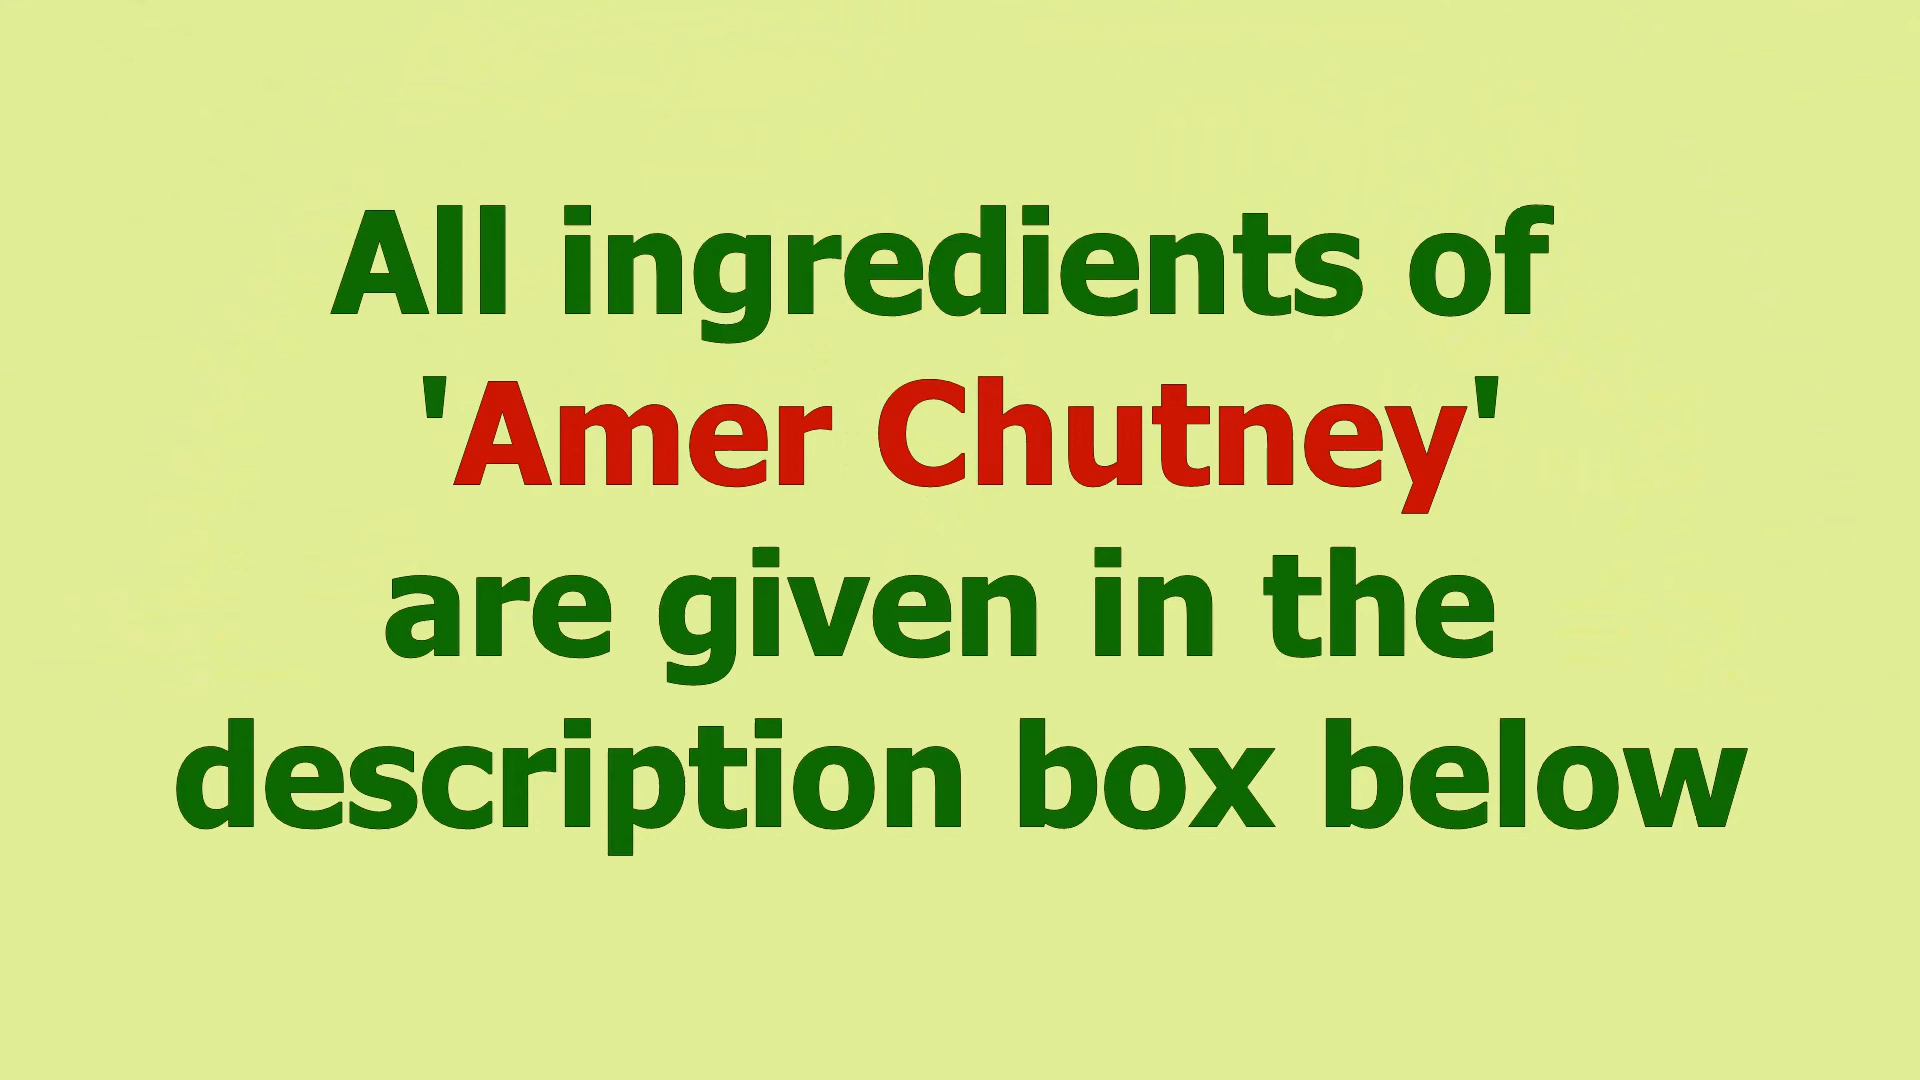 All ingredients of
'Amer Chutney'
are given in the
description box below